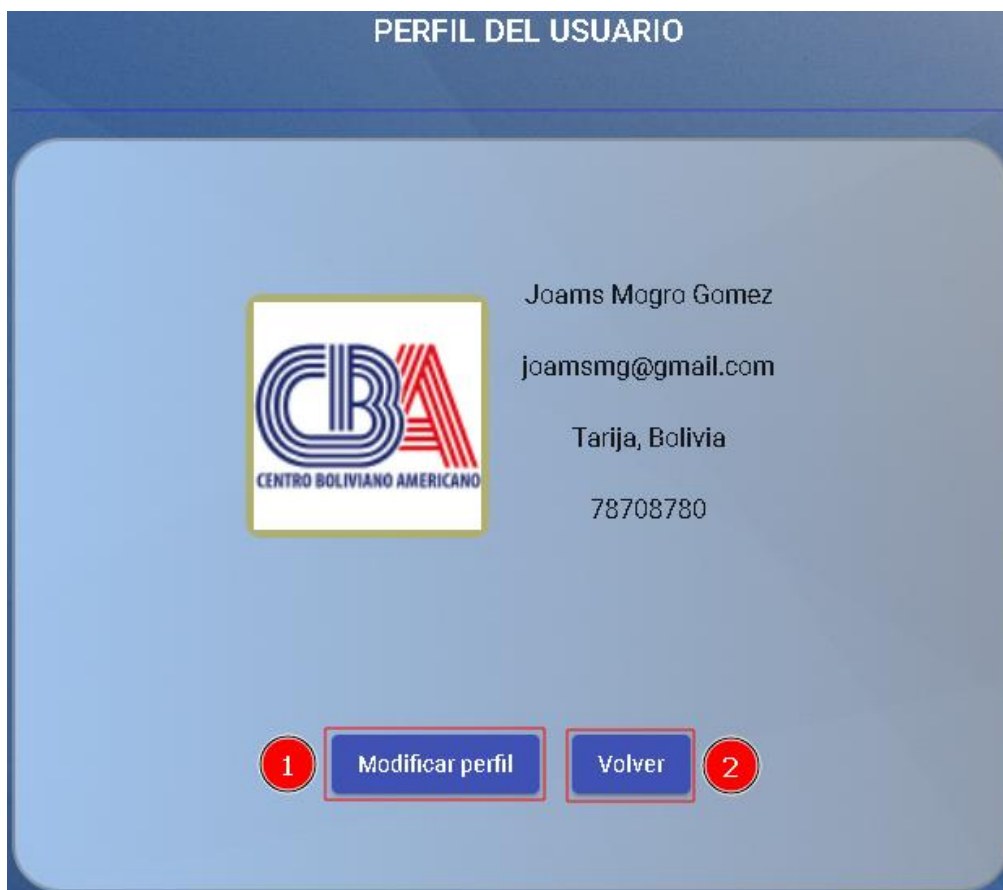 PERFIL DEL USUARIO
Joams Mogro Gomez
joamsmg@gmail.com
Tarija, Bolivia
78708780
CBA
CENTRO BOLIVIANO AMERICANO
1 Modificar perfil Volver 2